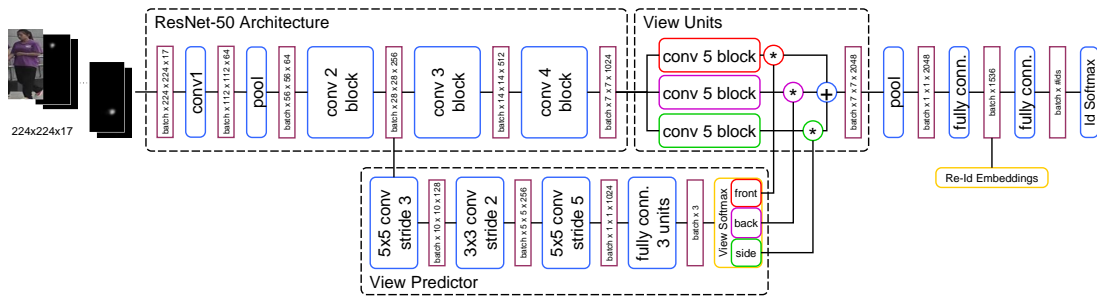 ResNet-50 Architecture
View Units
224x224x17
batch x 224 x 224 x 17
conv1
batch x 112 x 112 x 64
pool
batch x 56 x 56 x 64
conv 2
block
batch x 28 x 28 x 256
conv 3
block
batch x 14 x 14 x 512
conv 4
block
batch x 7 x 7 x 1024
conv 5 block
conv 5 block
conv 5 block
*
*
*
+
batch x 7 x 7 x 2048
pool
batch x 1 x 1 x 2048
fully conn.
batch x 1536
fully conn.
batch x #ids
Id Softmax
Re-Id Embeddings
5x5 conv
stride 3
batch x 10 x 10 x 128
3x3 conv
stride 2
batch x 5 x 5 x 256
5x5 conv
stride 5
batch x 1 x 1 x 1024
fully conn.
3 units
batch x 3
View Softmax
front
back
side
View Predictor